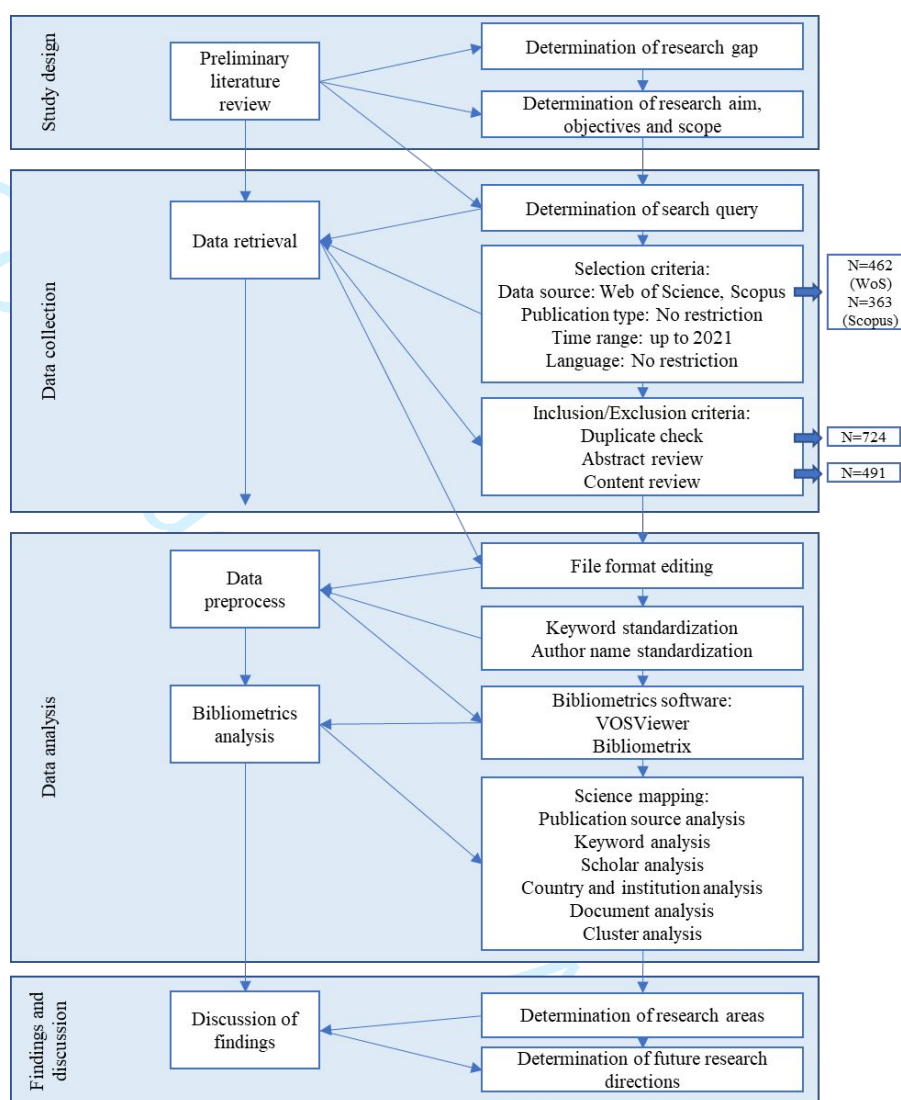 Study design
Preliminary
literature
review
Determination of research gap
Determination of research aim,
objectives and scope
Data collection
Data retrieval
Determination of search query
Selection criteria:
Data source: Web of Science, Scopus
Publication type: No restriction
Time range: up to 2021
Language: No restriction
N=462
(WoS)
N=363
(Scopus)
Inclusion/Exclusion criteria:
Duplicate check
Abstract review
Content review
N=724
N=491
Data analysis
Data
preprocess
File format editing
Keyword standardization
Author name standardization
Bibliometrics
analysis
Bibliometrics software:
VOSViewer
Bibliometrix
Science mapping:
Publication source analysis
Keyword analysis
Scholar analysis
Country and institution analysis
Document analysis
Cluster analysis
Findings and
discussion
Discussion of
findings
Determination of research areas
Determination of future research
directions